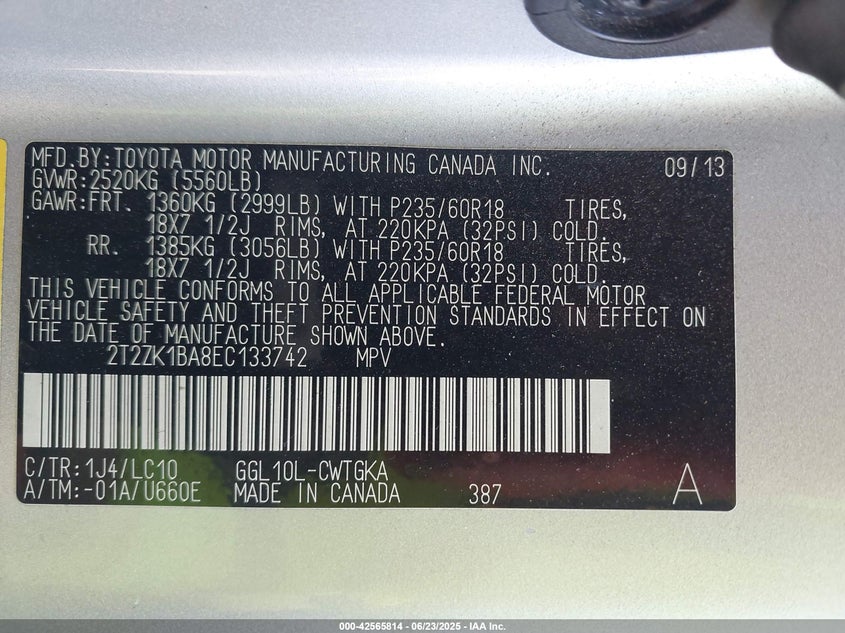 MFD.BY:TOYOTA MOTOR MANUFACTURING CANADA INC. 09/13
GVWR:2520KG (5560LB)
GAWR:FRT. 1360KG (2999LB) WITH P235/60R18 TIRES,
18X7 1/2J RIMS, AT 220KPA (32PSI) COLD.
RR. 1385KG (3056LB) WITH P235/60R18 TIRES,
18X7 1/2J RIMS, AT 220KPA (32PSI) COLD.
THIS VEHICLE CONFORMS TO ALL APPLICABLE FEDERAL MOTOR
VEHICLE SAFETY AND THEFT PREVENTION STANDARDS IN EFFECT ON
THE DATE OF MANUFACTURE SHOWN ABOVE.
2T2ZK1BA8EC133742 MPV
C/TR:1J4/LC10 GGL10L-CWTGKA
A/TM:-01A/U660E MADE IN CANADA 387 A
000-42565814 - 06/23/2025 - IAA Inc.